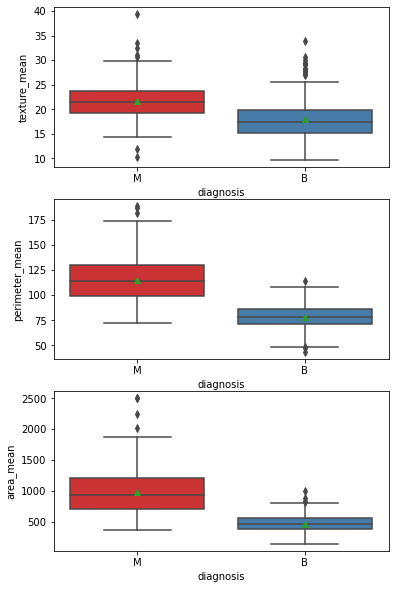 40
35
30
25
20
15
10
texture_mean
M B
diagnosis
175
150
125
100
75
50
perimeter_mean
M B
diagnosis
2500
2000
1500
1000
500
area_mean
M B
diagnosis